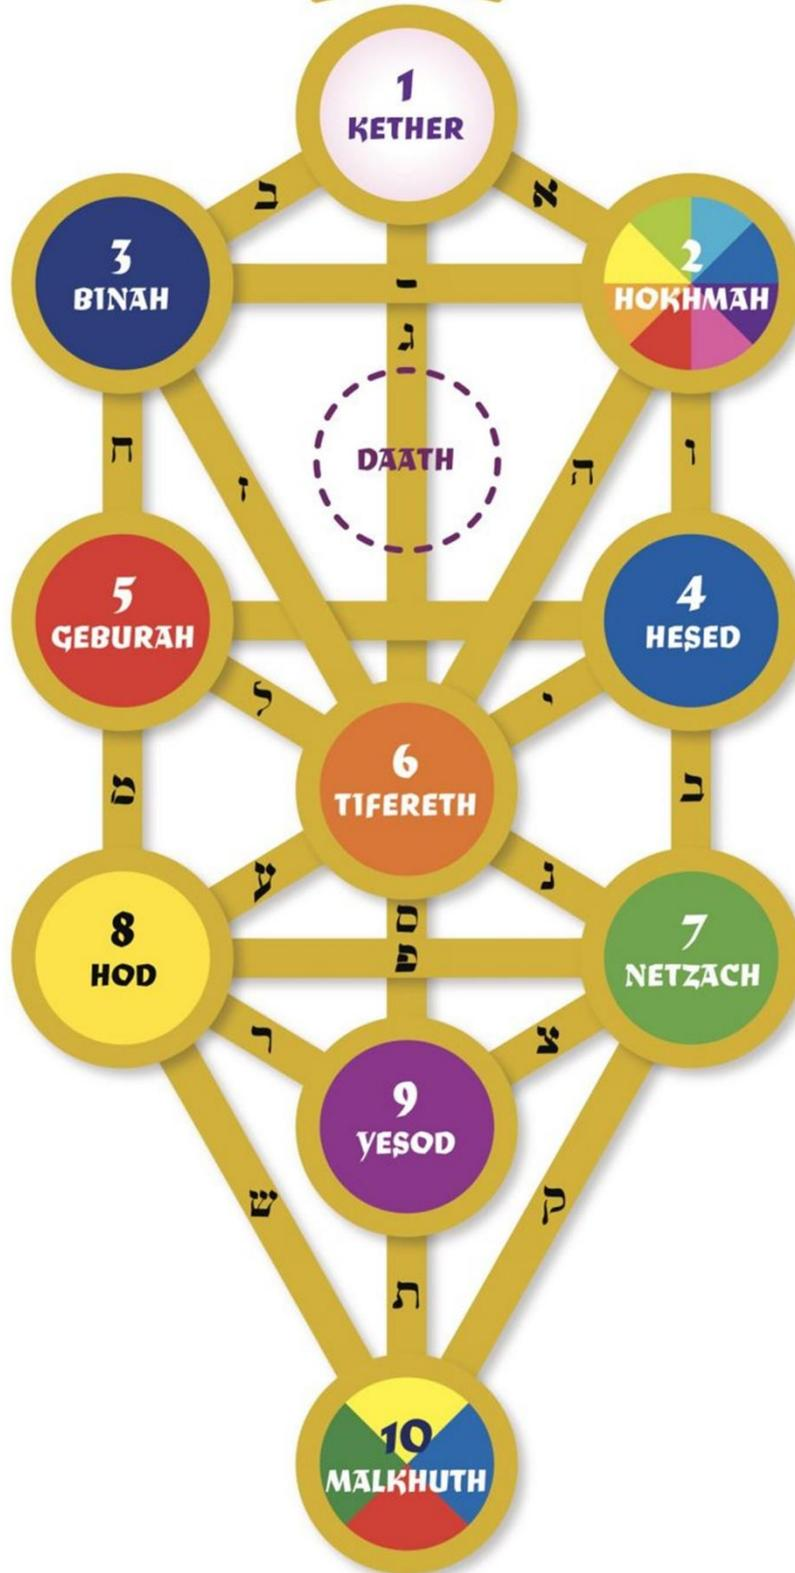 1
KETHER
ב
א
3
BINAH
2
HOKHMAH
ג
ח
ז
DAATH
ה
ו
5
GEBURAH
4
HESED
ל
י
6
TIFERETH
מ
ע
נ
ס
8
HOD
פ
7
NETZACH
ר
צ
9
YESOD
ש
ק
ת
10
MALKHUTH